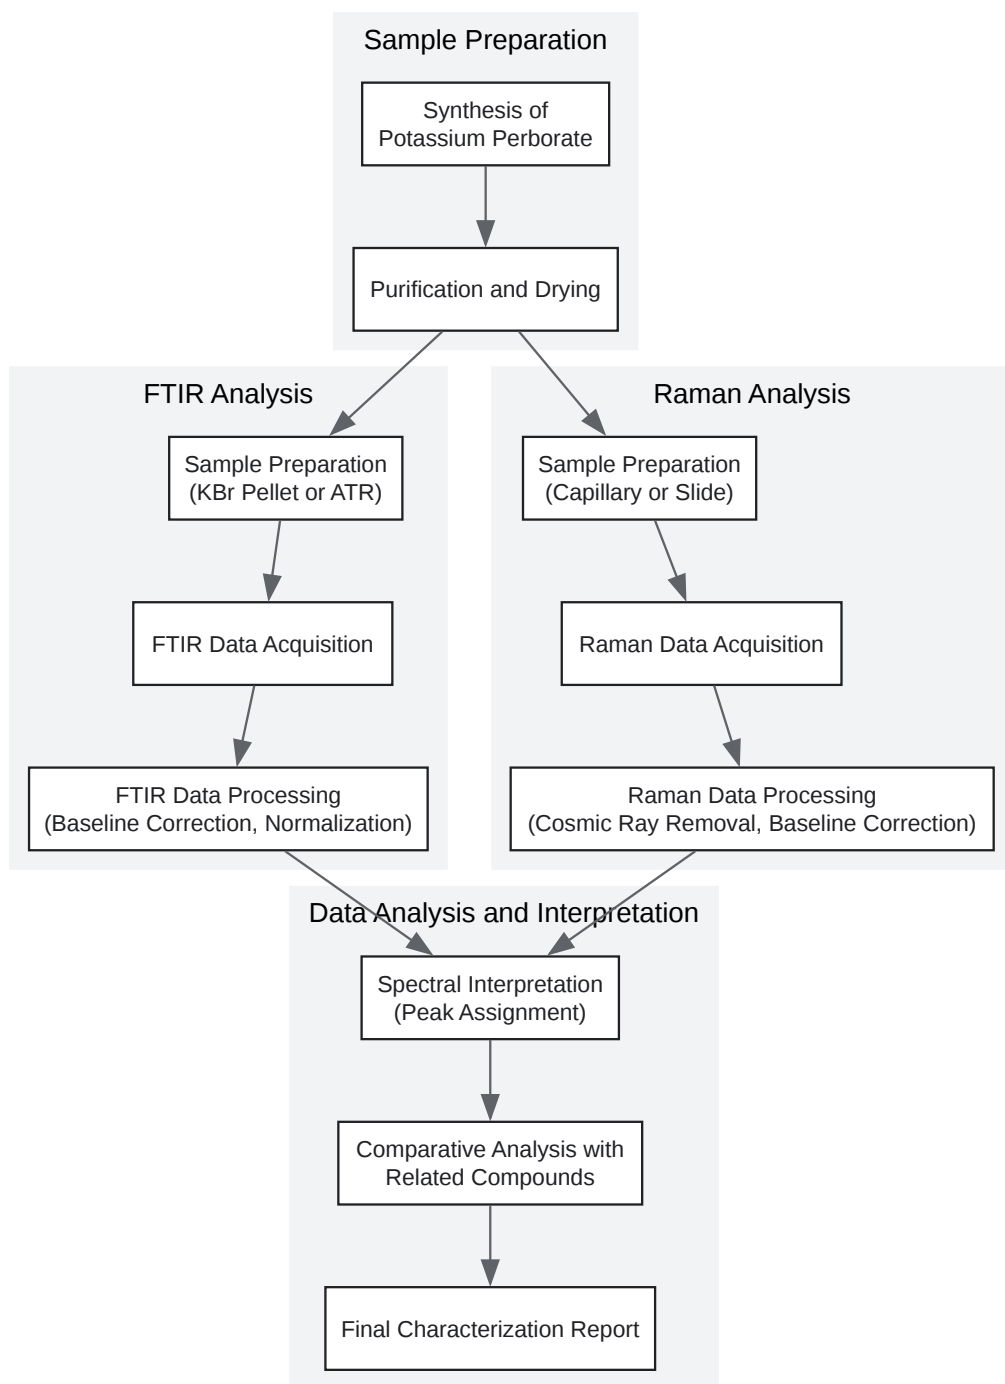 Sample Preparation
Synthesis of
Potassium Perborate
Purification and Drying
FTIR Analysis
Sample Preparation
(KBr Pellet or ATR)
FTIR Data Acquisition
FTIR Data Processing
(Baseline Correction, Normalization)
Raman Analysis
Sample Preparation
(Capillary or Slide)
Raman Data Acquisition
Raman Data Processing
(Cosmic Ray Removal, Baseline Correction)
Data Analysis and Interpretation
Spectral Interpretation
(Peak Assignment)
Comparative Analysis with
Related Compounds
Final Characterization Report